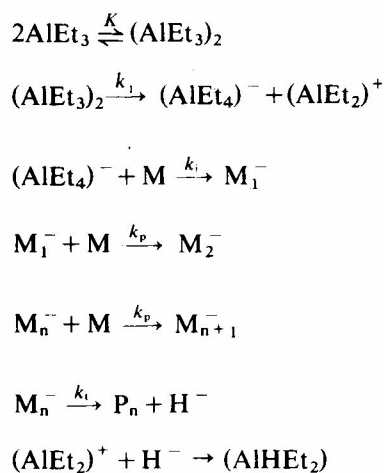 2AlEt₃ ⇌ᴷ (AlEt₃)₂
(AlEt₃)₂ —k₁→ (AlEt₄)⁻ + (AlEt₂)⁺
(AlEt₄)⁻ + M —kᵢ→ M₁⁻
M₁⁻ + M —kₚ→ M₂⁻
Mₙ⁻ + M —kₚ→ M⁻ₙ₊₁
Mₙ⁻ —kₜ→ Pₙ + H⁻
(AlEt₂)⁺ + H⁻ → (AlHEt₂)